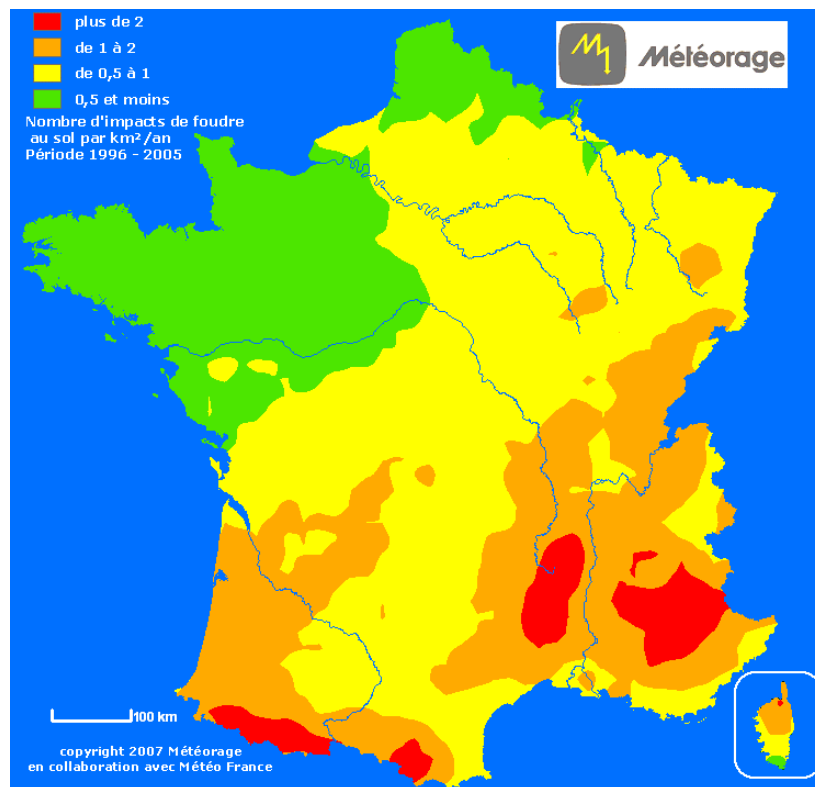 plus de 2
de 1 à 2
de 0,5 à 1
0,5 et moins
Nombre d'impacts de foudre
au sol par km²/an
Période 1996 - 2005
Météorage
100 km
copyright 2007 Météorage
en collaboration avec Météo France